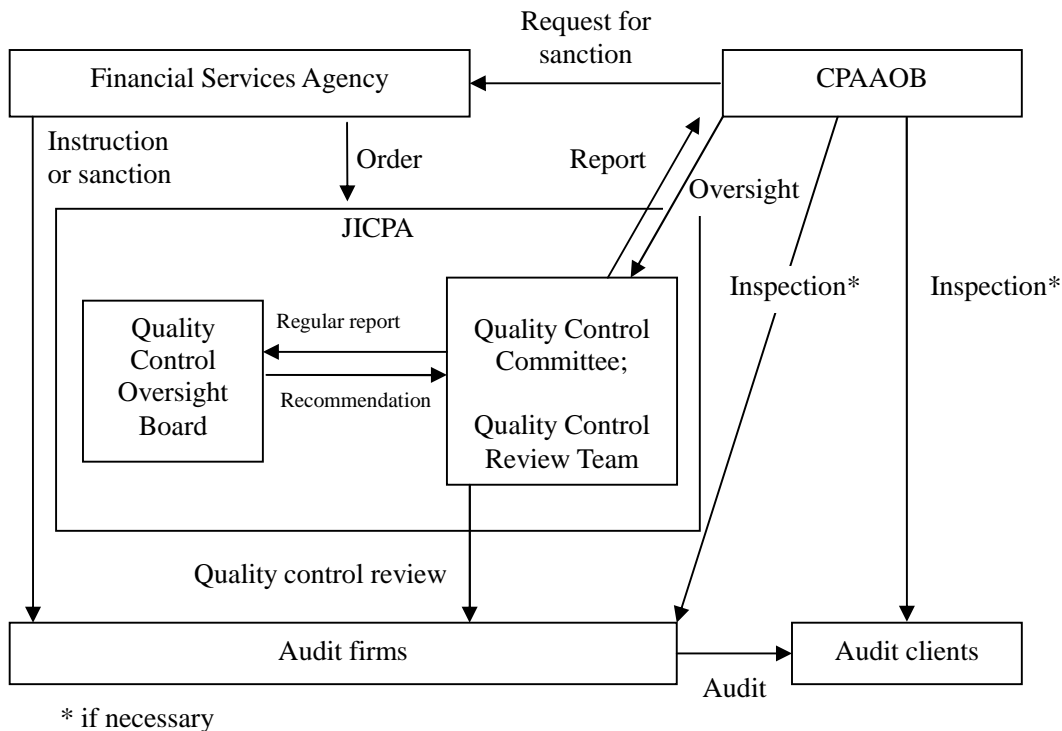 Request for
sanction
Financial Services Agency
CPAAOB
Instruction
or sanction
Order
Report
Oversight
JICPA
Inspection*
Inspection*
Quality
Control
Oversight
Board
Regular report
Recommendation
Quality Control
Committee;
Quality Control
Review Team
Quality control review
Audit firms
Audit
Audit clients
* if necessary